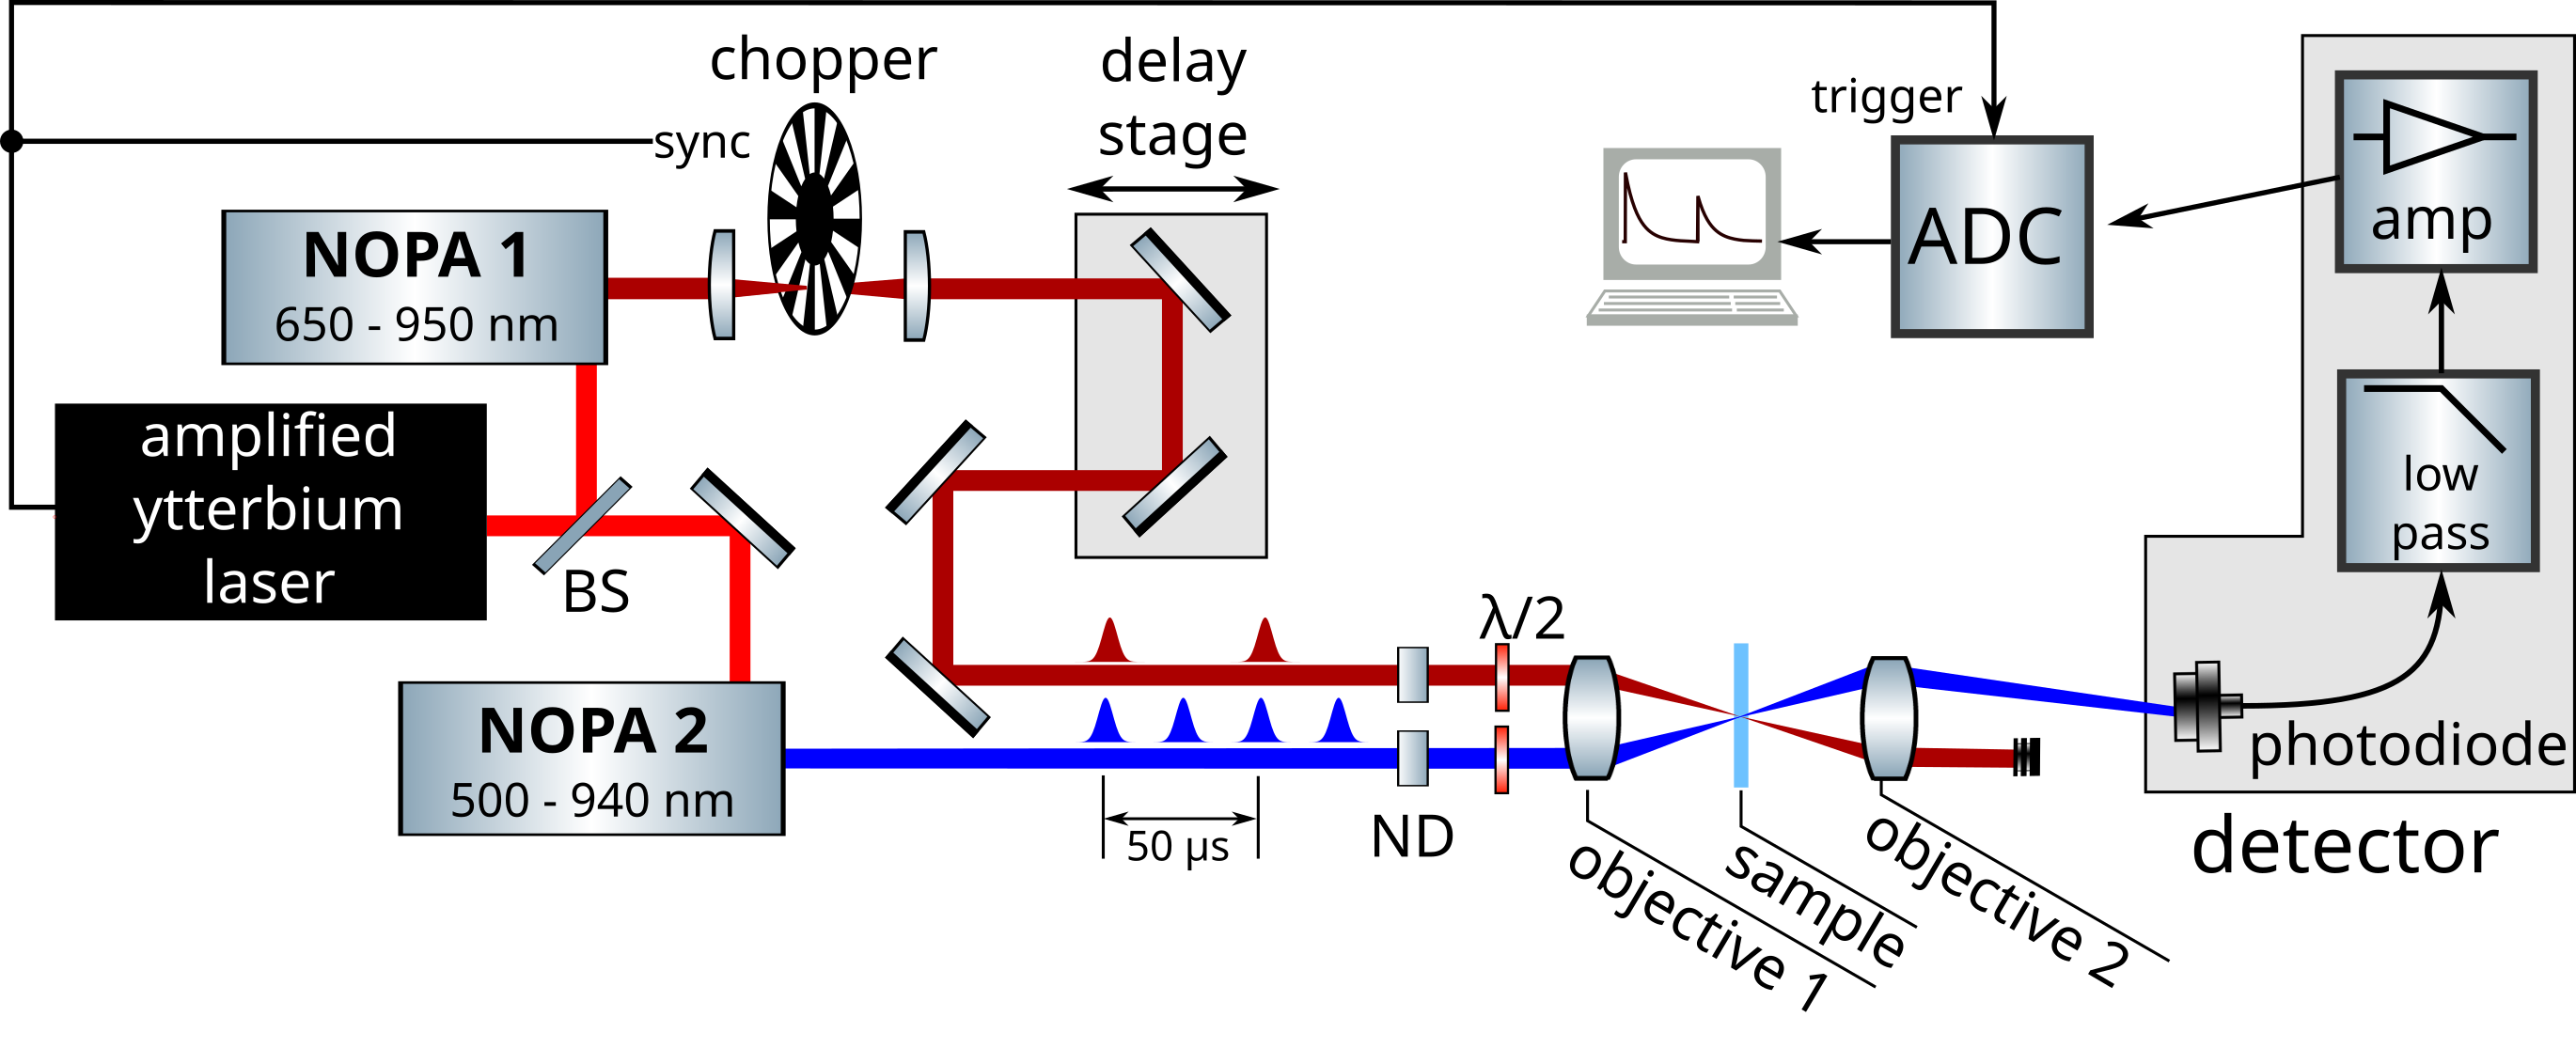 chopper
delay
stage
trigger
sync
amp
NOPA 1
650 - 950 nm
ADC
amplified
ytterbium
laser
low
pass
BS
λ/2
NOPA 2
500 - 940 nm
photodiode
50 µs
ND
detector
objective 1
sample
objective 2